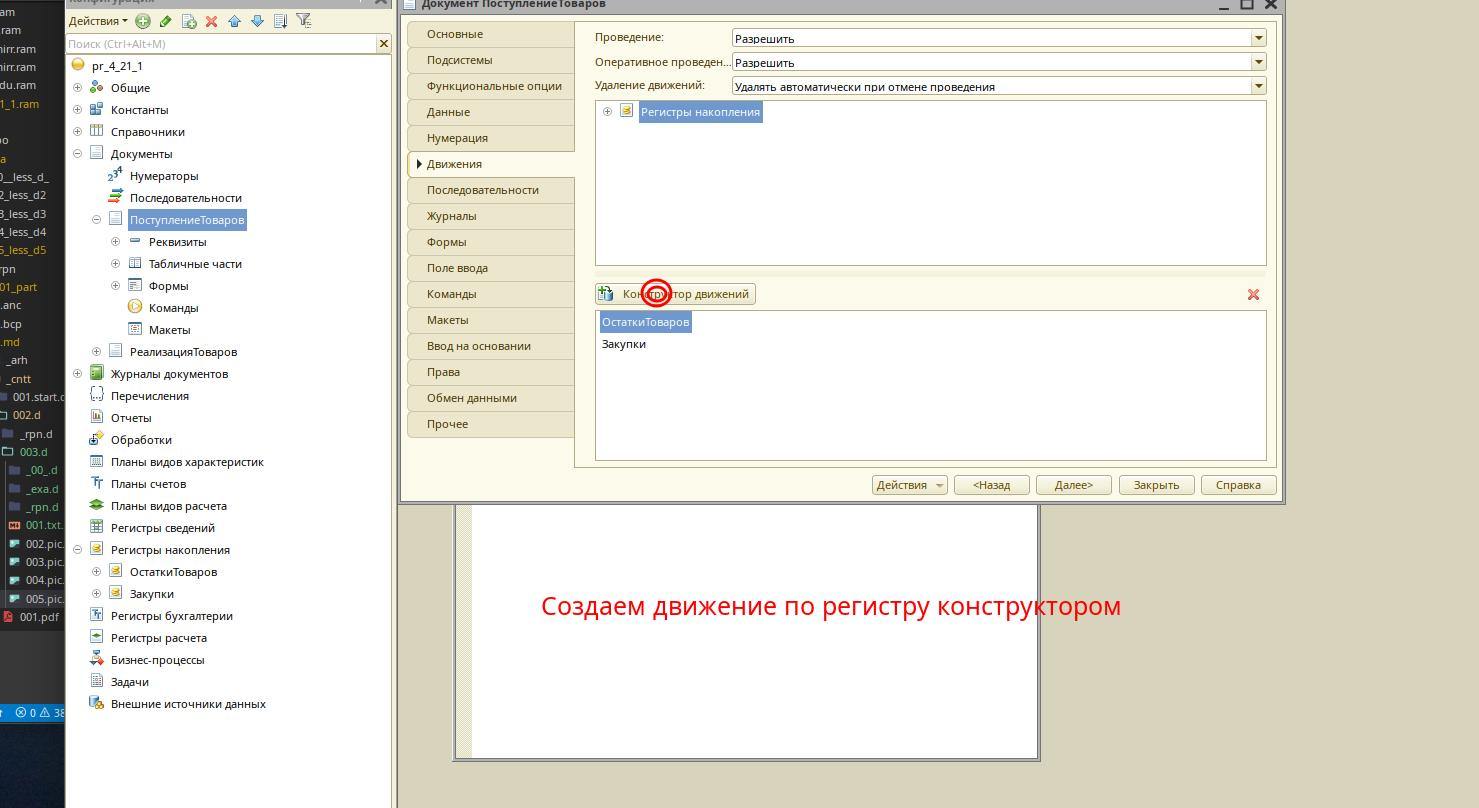 am
.ram
nirr.ram
nirr.ram
du.ram
1_1.ram
oo
a
0__less_d_
2_less_d2
3_less_d3
4_less_d4
5_less_d5
rpn
01_part
.anc
.bcp
.md
_arh
_cntt
001.start.c
002.d
_rpn.d
003.d
_00_.d
_exa.d
_rpn.d
001.txt.
002.pic.
003.pic.
004.pic.
005.pic.
001.pdf
0 38
Конфигурация
Действия
Поиск (Ctrl+Alt+M)
pr_4_21_1
Общие
Константы
Справочники
Документы
Нумераторы
Последовательности
ПоступлениеТоваров
Реквизиты
Табличные части
Формы
Команды
Макеты
РеализацияТоваров
Журналы документов
Перечисления
Отчеты
Обработки
Планы видов характеристик
Планы счетов
Планы видов расчета
Регистры сведений
Регистры накопления
ОстаткиТоваров
Закупки
Регистры бухгалтерии
Регистры расчета
Бизнес-процессы
Задачи
Внешние источники данных
Документ ПоступлениеТоваров
Основные
Подсистемы
Функциональные опции
Данные
Нумерация
Движения
Последовательности
Журналы
Формы
Поле ввода
Команды
Макеты
Ввод на основании
Права
Обмен данными
Прочее
Проведение: Разрешить
Оперативное проведен... Разрешить
Удаление движений: Удалять автоматически при отмене проведения
Регистры накопления
Конструктор движений
ОстаткиТоваров
Закупки
Действия <Назад Далее> Закрыть Справка
Создаем движение по регистру конструктором